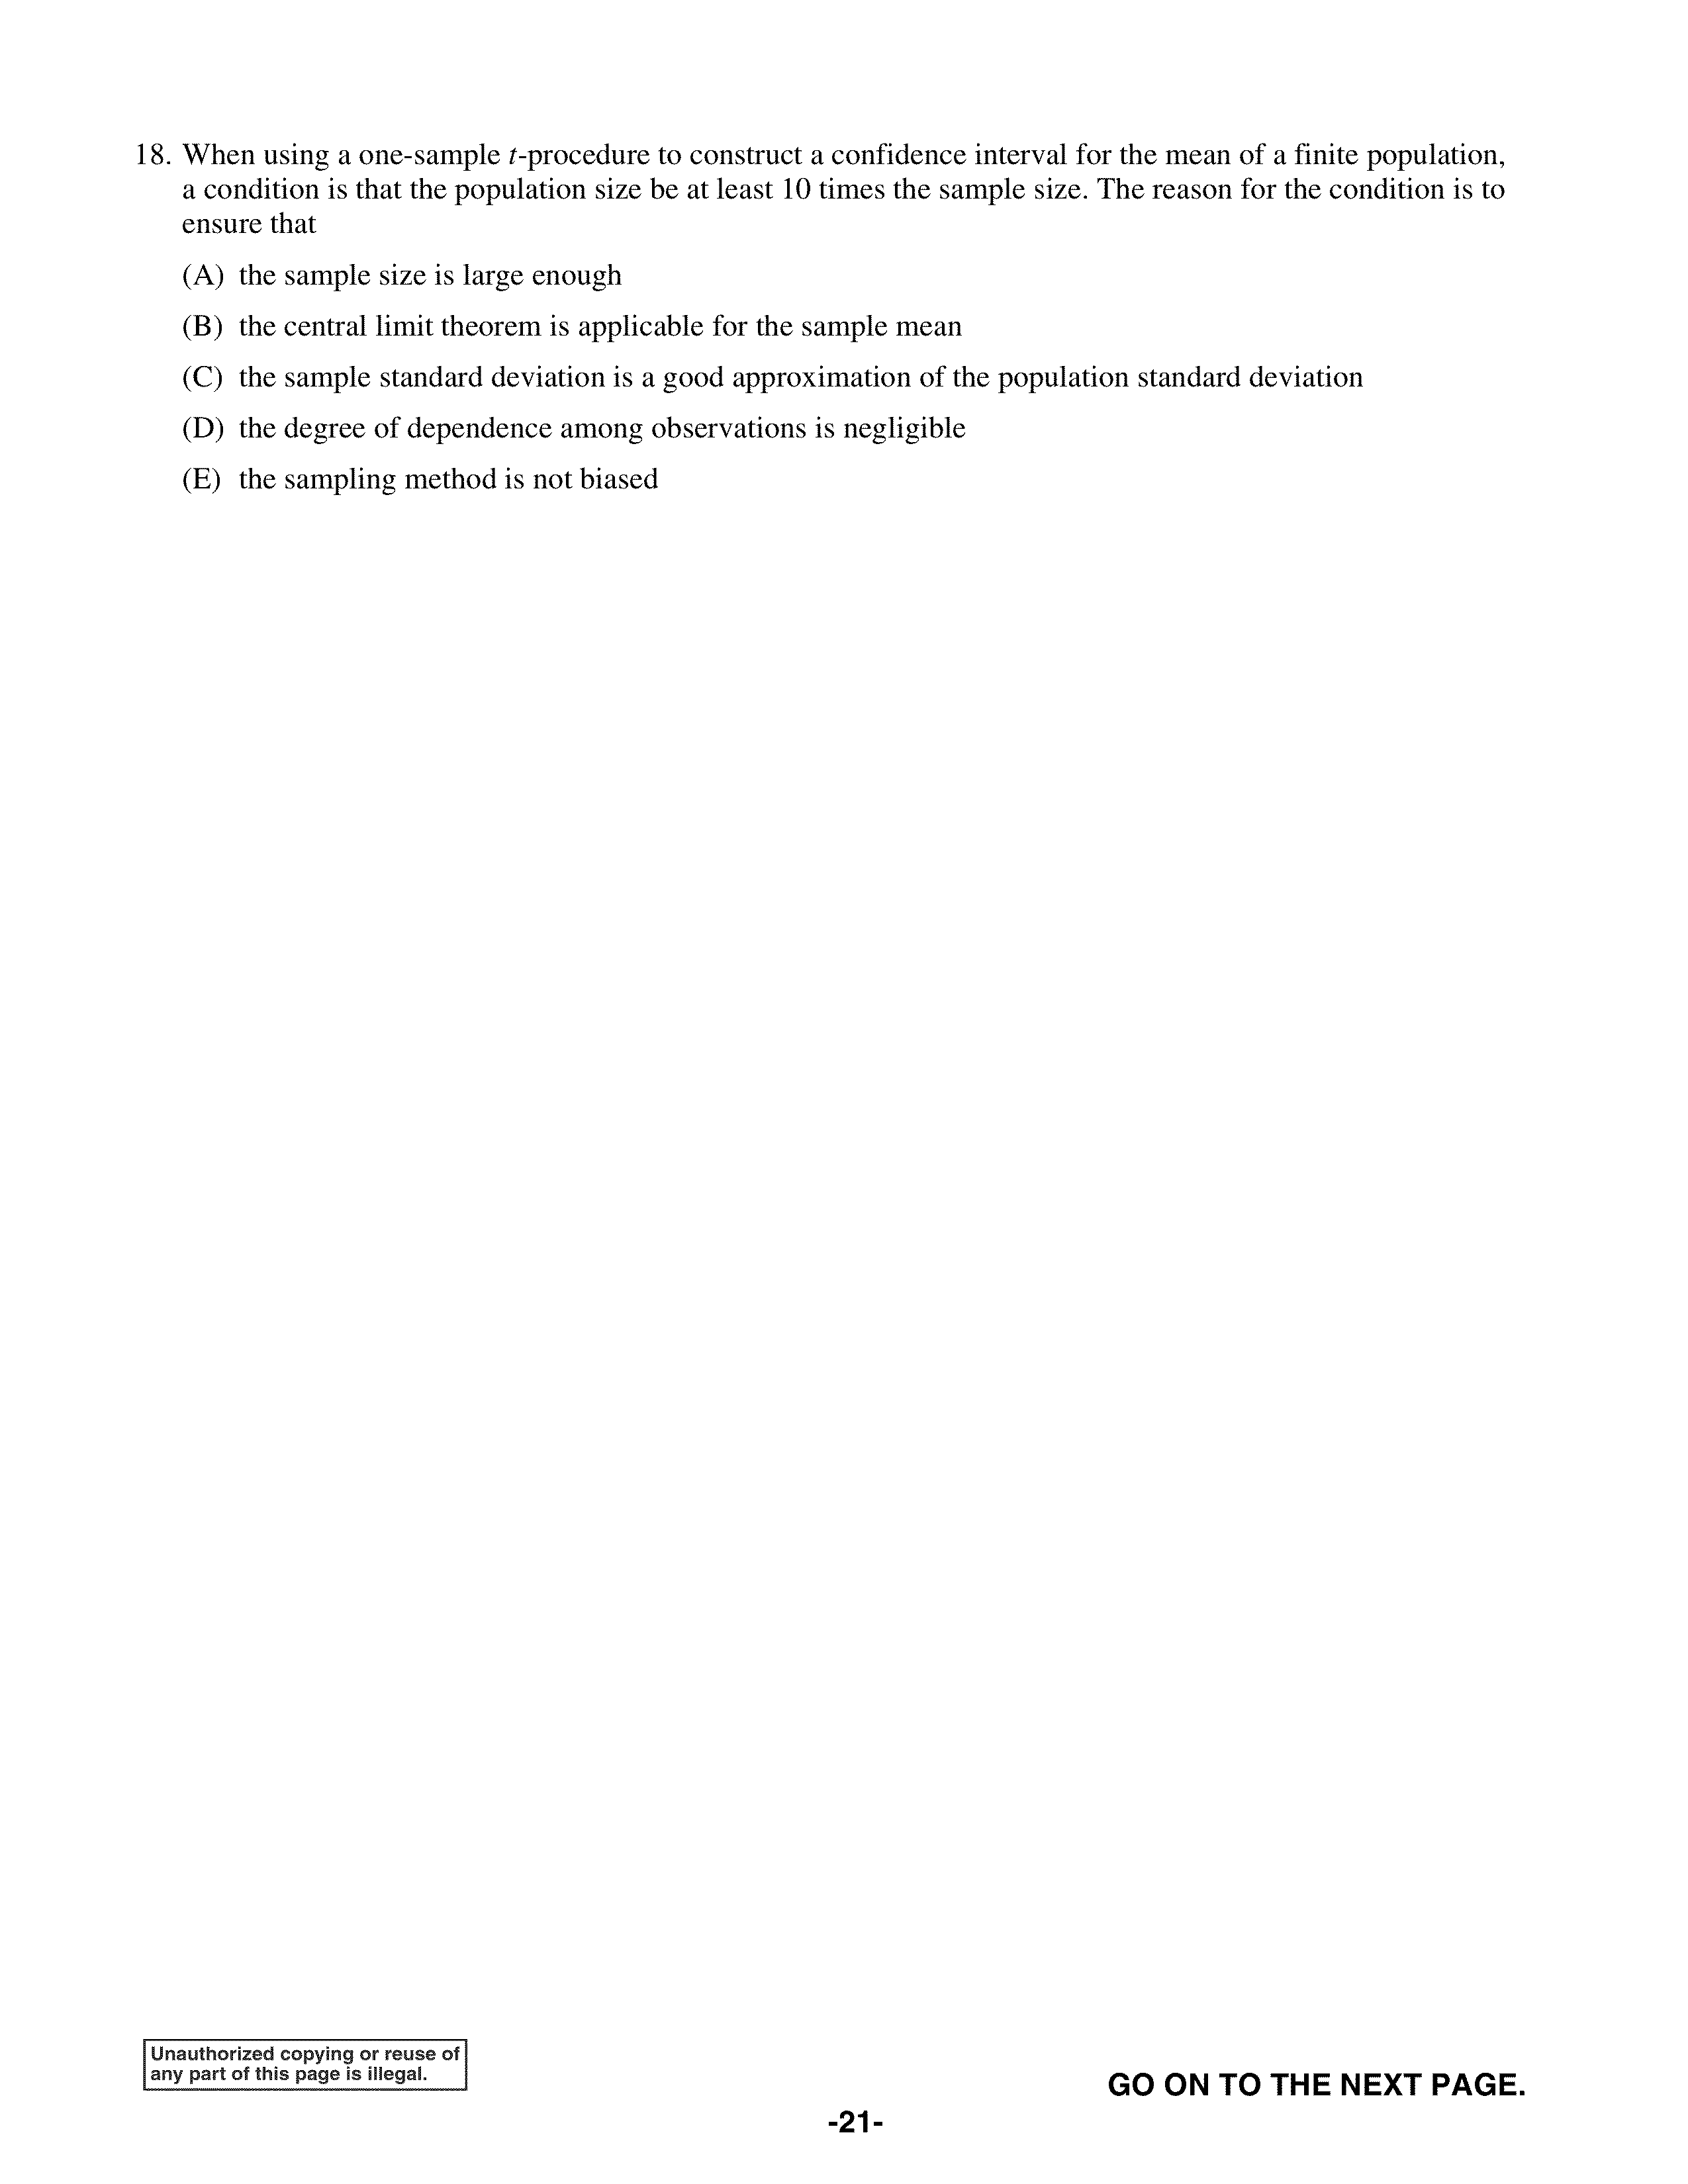 18. When using a one-sample t-procedure to construct a confidence interval for the mean of a finite population,
a condition is that the population size be at least 10 times the sample size. The reason for the condition is to
ensure that
(A) the sample size is large enough
(B) the central limit theorem is applicable for the sample mean
(C) the sample standard deviation is a good approximation of the population standard deviation
(D) the degree of dependence among observations is negligible
(E) the sampling method is not biased
Unauthorized copying or reuse of
any part of this page is illegal.
GO ON TO THE NEXT PAGE.
-21-